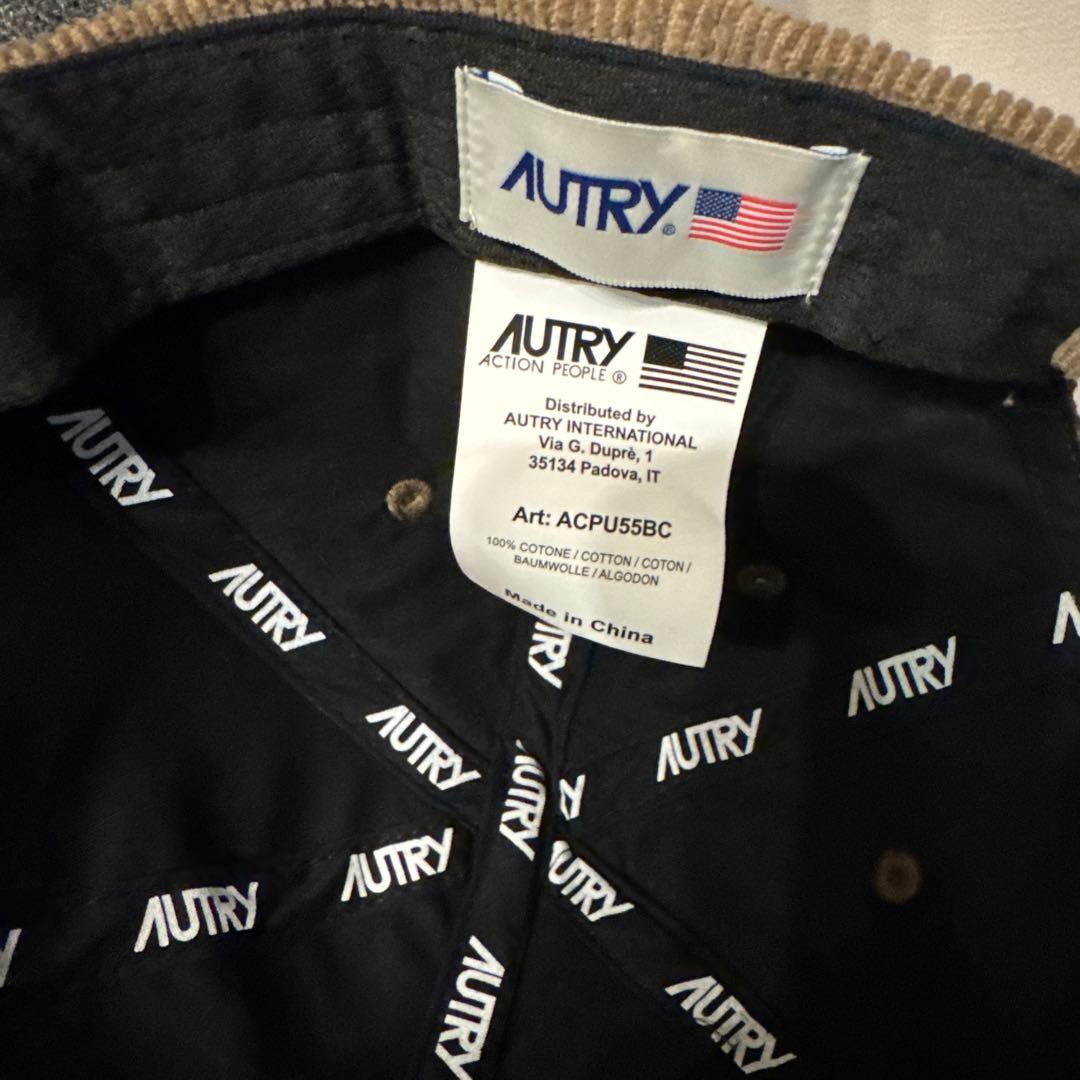 AUTRY®
AUTRY
ACTION PEOPLE ®
Distributed by
AUTRY INTERNATIONAL
Via G. Duprè, 1
35134 Padova, IT
Art: ACPU55BC
100% COTONE / COTTON / COTON /
BAUMWOLLE / ALGODON
Made in China
AUTRY
AUTRY
AUTRY
AUTRY
AUTRY
AUTRY
AUTRY
AUTRY
AUTRY
AUTRY
AUTRY